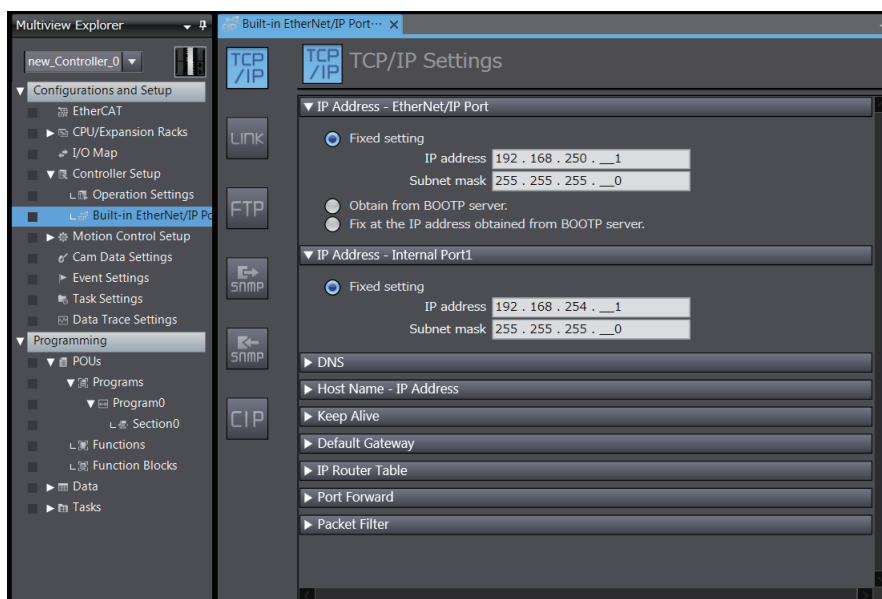 Multiview Explorer
new_Controller_0
Configurations and Setup
EtherCAT
CPU/Expansion Racks
I/O Map
Controller Setup
Operation Settings
Built-in EtherNet/IP Po
Motion Control Setup
Cam Data Settings
Event Settings
Task Settings
Data Trace Settings
Programming
POUs
Programs
Program0
Section0
Functions
Function Blocks
Data
Tasks
Built-in EtherNet/IP Port...
TCP/IP
LINK
FTP
SNMP
SNMP
CIP
TCP/IP TCP/IP Settings
IP Address - EtherNet/IP Port
Fixed setting
IP address 192 . 168 . 250 . __1
Subnet mask 255 . 255 . 255 . __0
Obtain from BOOTP server.
Fix at the IP address obtained from BOOTP server.
IP Address - Internal Port1
Fixed setting
IP address 192 . 168 . 254 . __1
Subnet mask 255 . 255 . 255 . __0
DNS
Host Name - IP Address
Keep Alive
Default Gateway
IP Router Table
Port Forward
Packet Filter